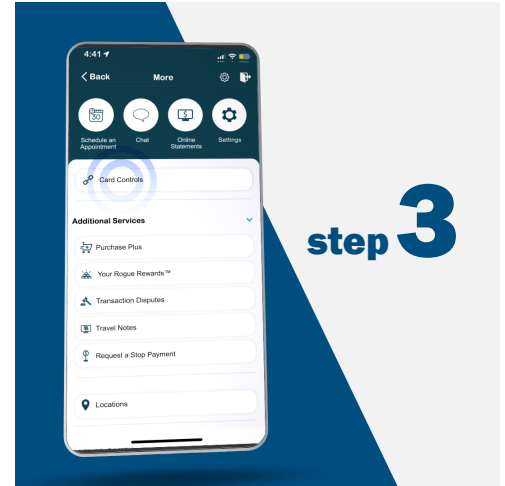 4:41
Back More
30 $
Schedule an
Appointment
Chat
Online
Statements
Settings
Card Controls
Additional Services
Purchase Plus
Your Rogue Rewards™
Transaction Disputes
Travel Notes
Request a Stop Payment
Locations
step 3